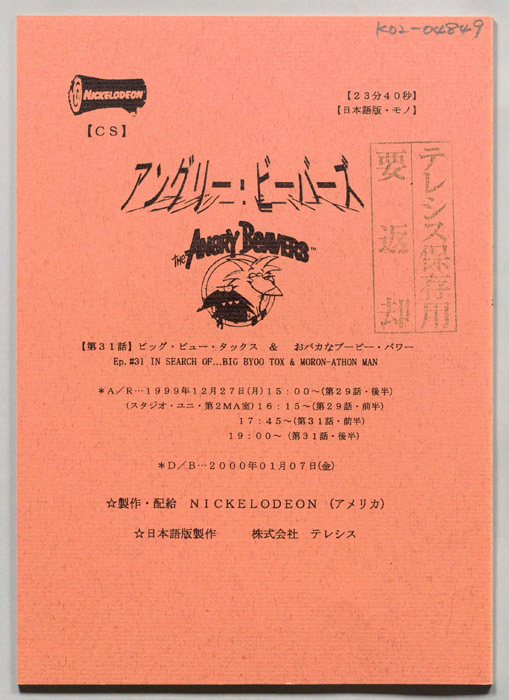 K02-04849
NICKELODEON
【23分40秒】
【日本語版・モノ】
【CS】
アングリー・ビーバーズ
テレシス保存用
要返却
THE ANGRY BEAVERS™
【第31話】ビッグ・ビュー・タックス ＆ おバカなブービー・パワー
Ep.#31 IN SEARCH OF...BIG BYOO TOX & MORON-ATHON MAN
＊A／R…1999年12月27日(月)15：00～(第29話・後半)
(スタジオ・ユニ・第2MA室)16：15～(第29話・前半)
17：45～(第31話・前半)
19：00～ (第31話・後半)
＊D／B…2000年01月07日(金)
☆製作・配給 NICKELODEON (アメリカ)
☆日本語版製作 株式会社 テレシス